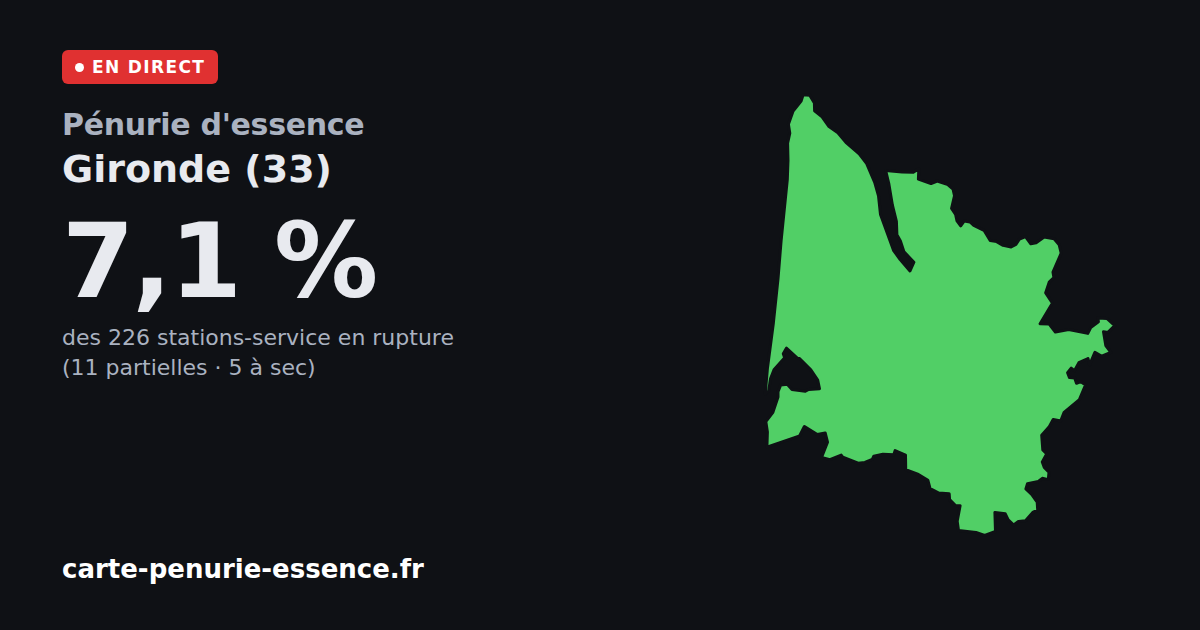 EN DIRECT
Pénurie d'essence
Gironde (33)
7,1 %
des 226 stations-service en rupture
(11 partielles · 5 à sec)
carte-penurie-essence.fr